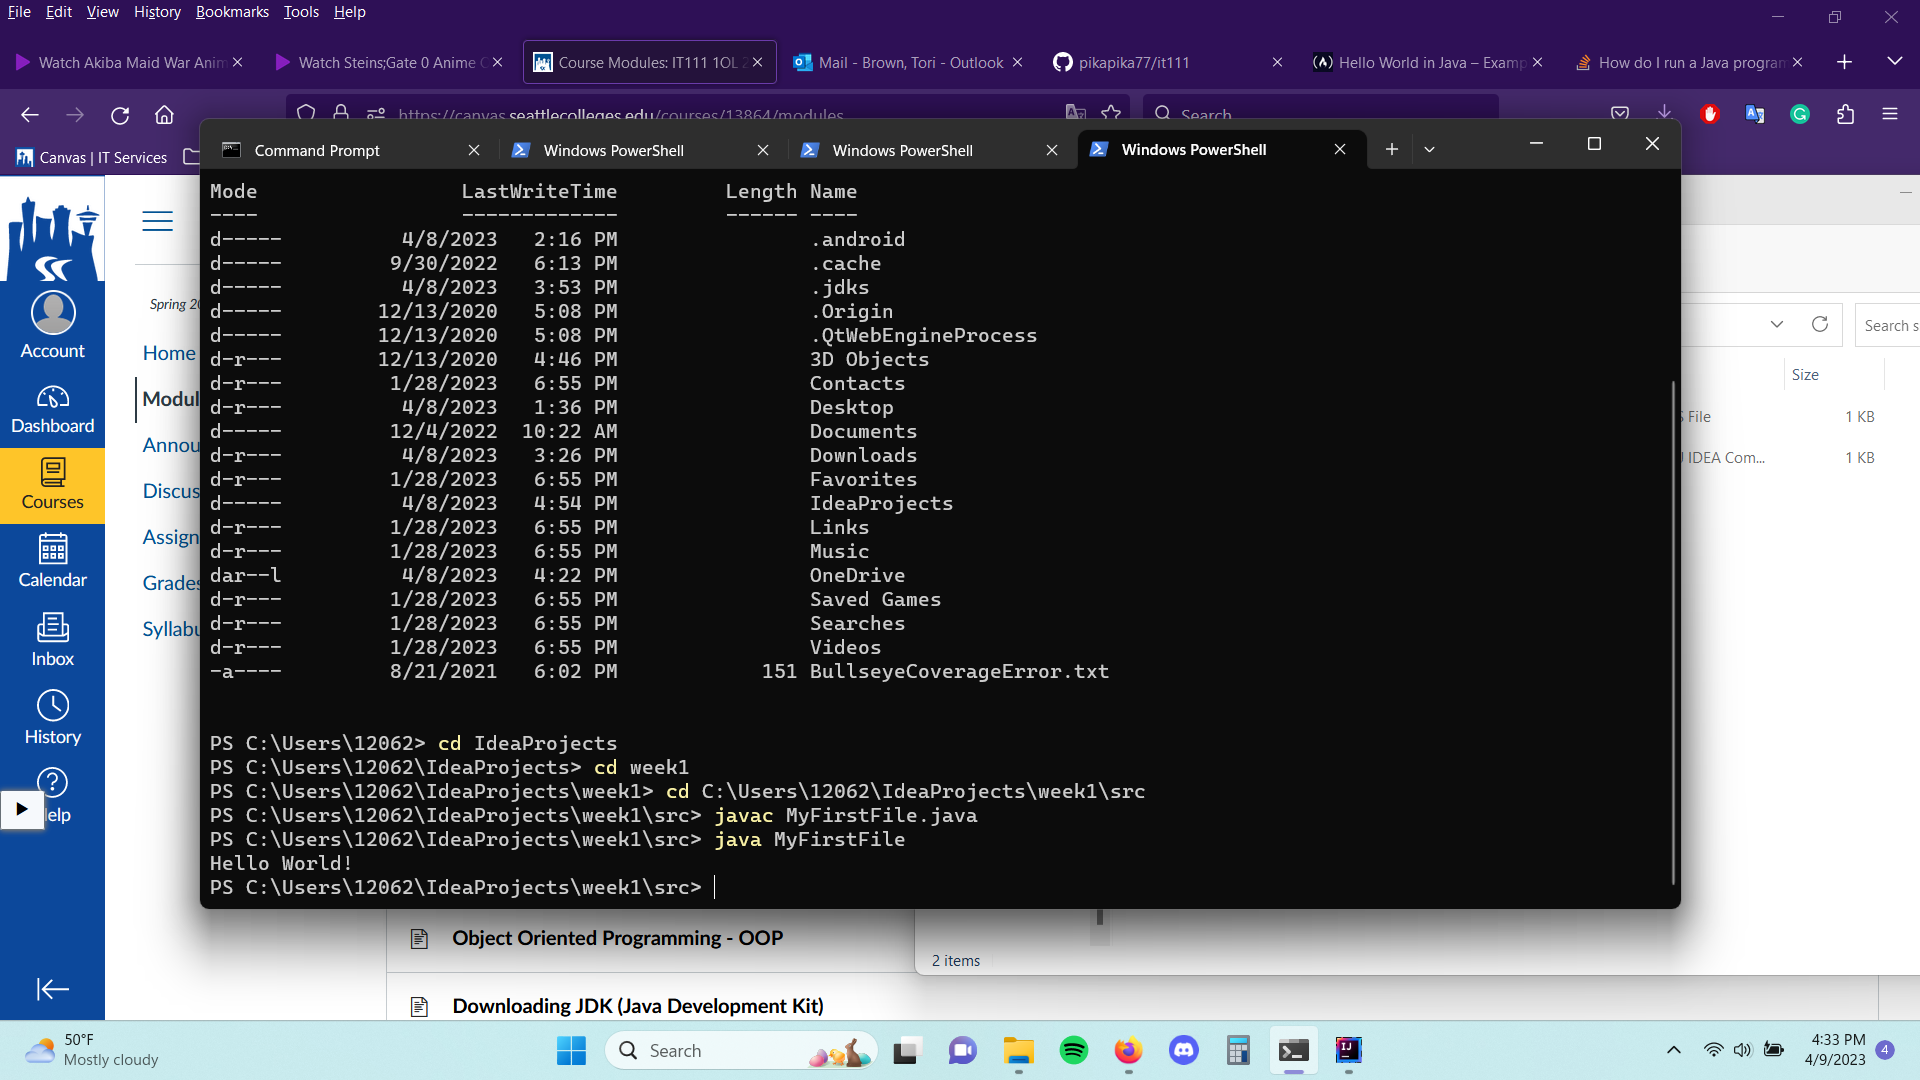 File Edit View History Bookmarks Tools Help
Watch Akiba Maid War Anim
Watch Steins;Gate 0 Anime
Course Modules: IT111 1OL 2
Mail - Brown, Tori - Outlook
pikapika77/it111
Hello World in Java – Examp
How do I run a Java program
https://canvas.seattlecolleges.edu/courses/13864/modules
Search
Canvas | IT Services
Command Prompt
Windows PowerShell
Windows PowerShell
Windows PowerShell
Mode LastWriteTime Length Name
---- ------------- ------ ----
d----- 4/8/2023 2:16 PM .android
d----- 9/30/2022 6:13 PM .cache
d----- 4/8/2023 3:53 PM .jdks
d----- 12/13/2020 5:08 PM .Origin
d----- 12/13/2020 5:08 PM .QtWebEngineProcess
d-r--- 12/13/2020 4:46 PM 3D Objects
d-r--- 1/28/2023 6:55 PM Contacts
d-r--- 4/8/2023 1:36 PM Desktop
d----- 12/4/2022 10:22 AM Documents
d-r--- 4/8/2023 3:26 PM Downloads
d-r--- 1/28/2023 6:55 PM Favorites
d----- 4/8/2023 4:54 PM IdeaProjects
d-r--- 1/28/2023 6:55 PM Links
d-r--- 1/28/2023 6:55 PM Music
dar--l 4/8/2023 4:22 PM OneDrive
d-r--- 1/28/2023 6:55 PM Saved Games
d-r--- 1/28/2023 6:55 PM Searches
d-r--- 1/28/2023 6:55 PM Videos
-a---- 8/21/2021 6:02 PM 151 BullseyeCoverageError.txt
PS C:\Users\12062> cd IdeaProjects
PS C:\Users\12062\IdeaProjects> cd week1
PS C:\Users\12062\IdeaProjects\week1> cd C:\Users\12062\IdeaProjects\week1\src
PS C:\Users\12062\IdeaProjects\week1\src> javac MyFirstFile.java
PS C:\Users\12062\IdeaProjects\week1\src> java MyFirstFile
Hello World!
PS C:\Users\12062\IdeaProjects\week1\src>
Account
Dashboard
Courses
Calendar
Inbox
History
elp
Spring 20
Home
Modul
Annou
Discus
Assign
Grades
Syllabu
Search s
Size
File 1 KB
IDEA Com... 1 KB
2 items
Object Oriented Programming - OOP
Downloading JDK (Java Development Kit)
50°F
Mostly cloudy
Search
4:33 PM
4/9/2023
4